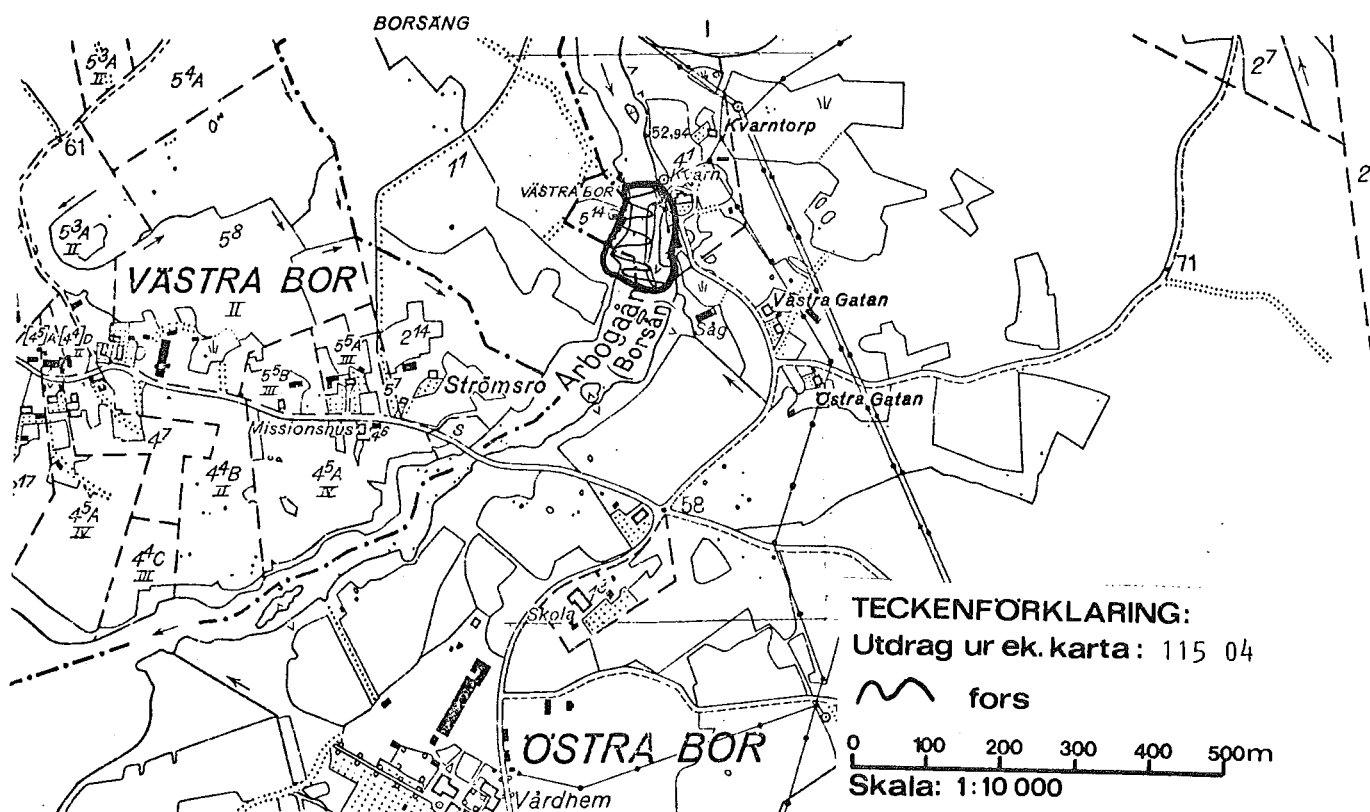 BORSÄNG
5³A
II
5⁴A
2⁷
61
1¹
52,94
Kvarntorp
4¹
Kvarn
VÄSTRA BOR
5¹⁴
2
5³A
II
5⁸
VÄSTRA BOR
II
71
Västra Gatan
Såg
Arbogaån
Borsån
[4⁵]A
[4⁴]D
II
5⁵A
III
2¹⁴
5⁵B
III
5⁷
Strömsro
Östra Gatan
Missionshus
4⁶
S
4⁷
17
4⁴B
II
4⁵A
IV
4⁵A
IV
58
4⁴C
III
Skola
TECKENFÖRKLARING:
Utdrag ur ek. karta: 115 04
fors
ÖSTRA BOR
0 100 200 300 400 500m
Skala: 1:10 000
Vårdhem